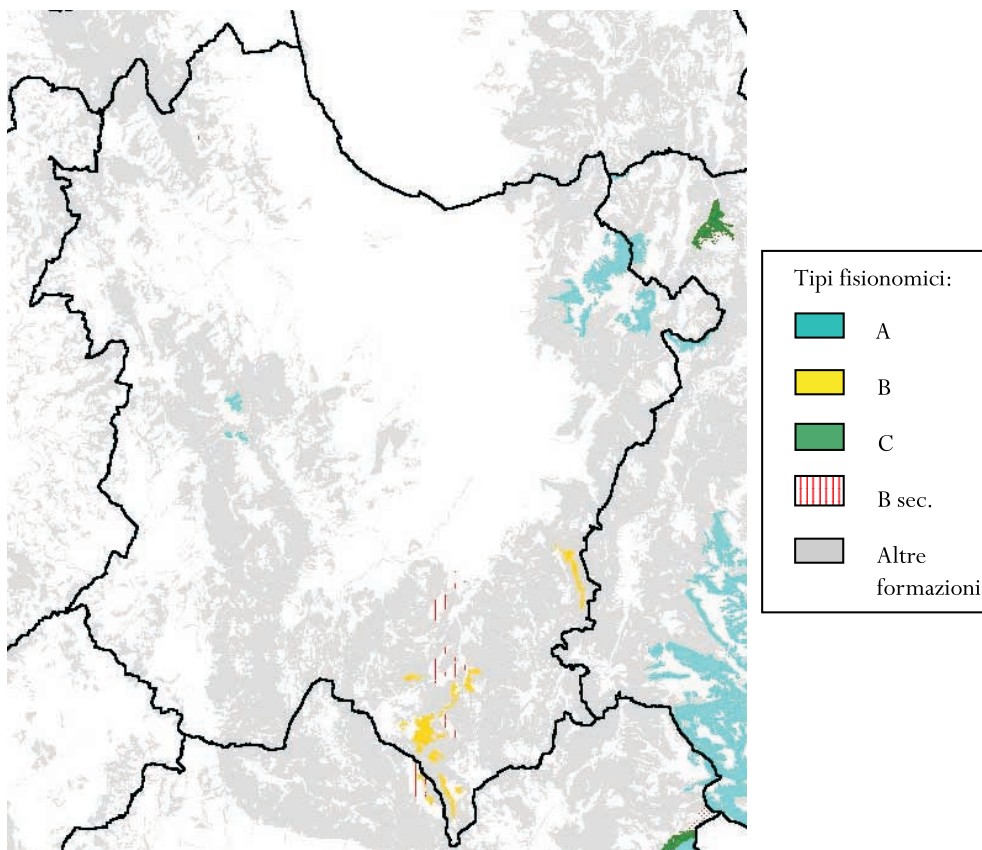 Tipi fisionomici:
A
B
C
B sec.
Altre
formazioni